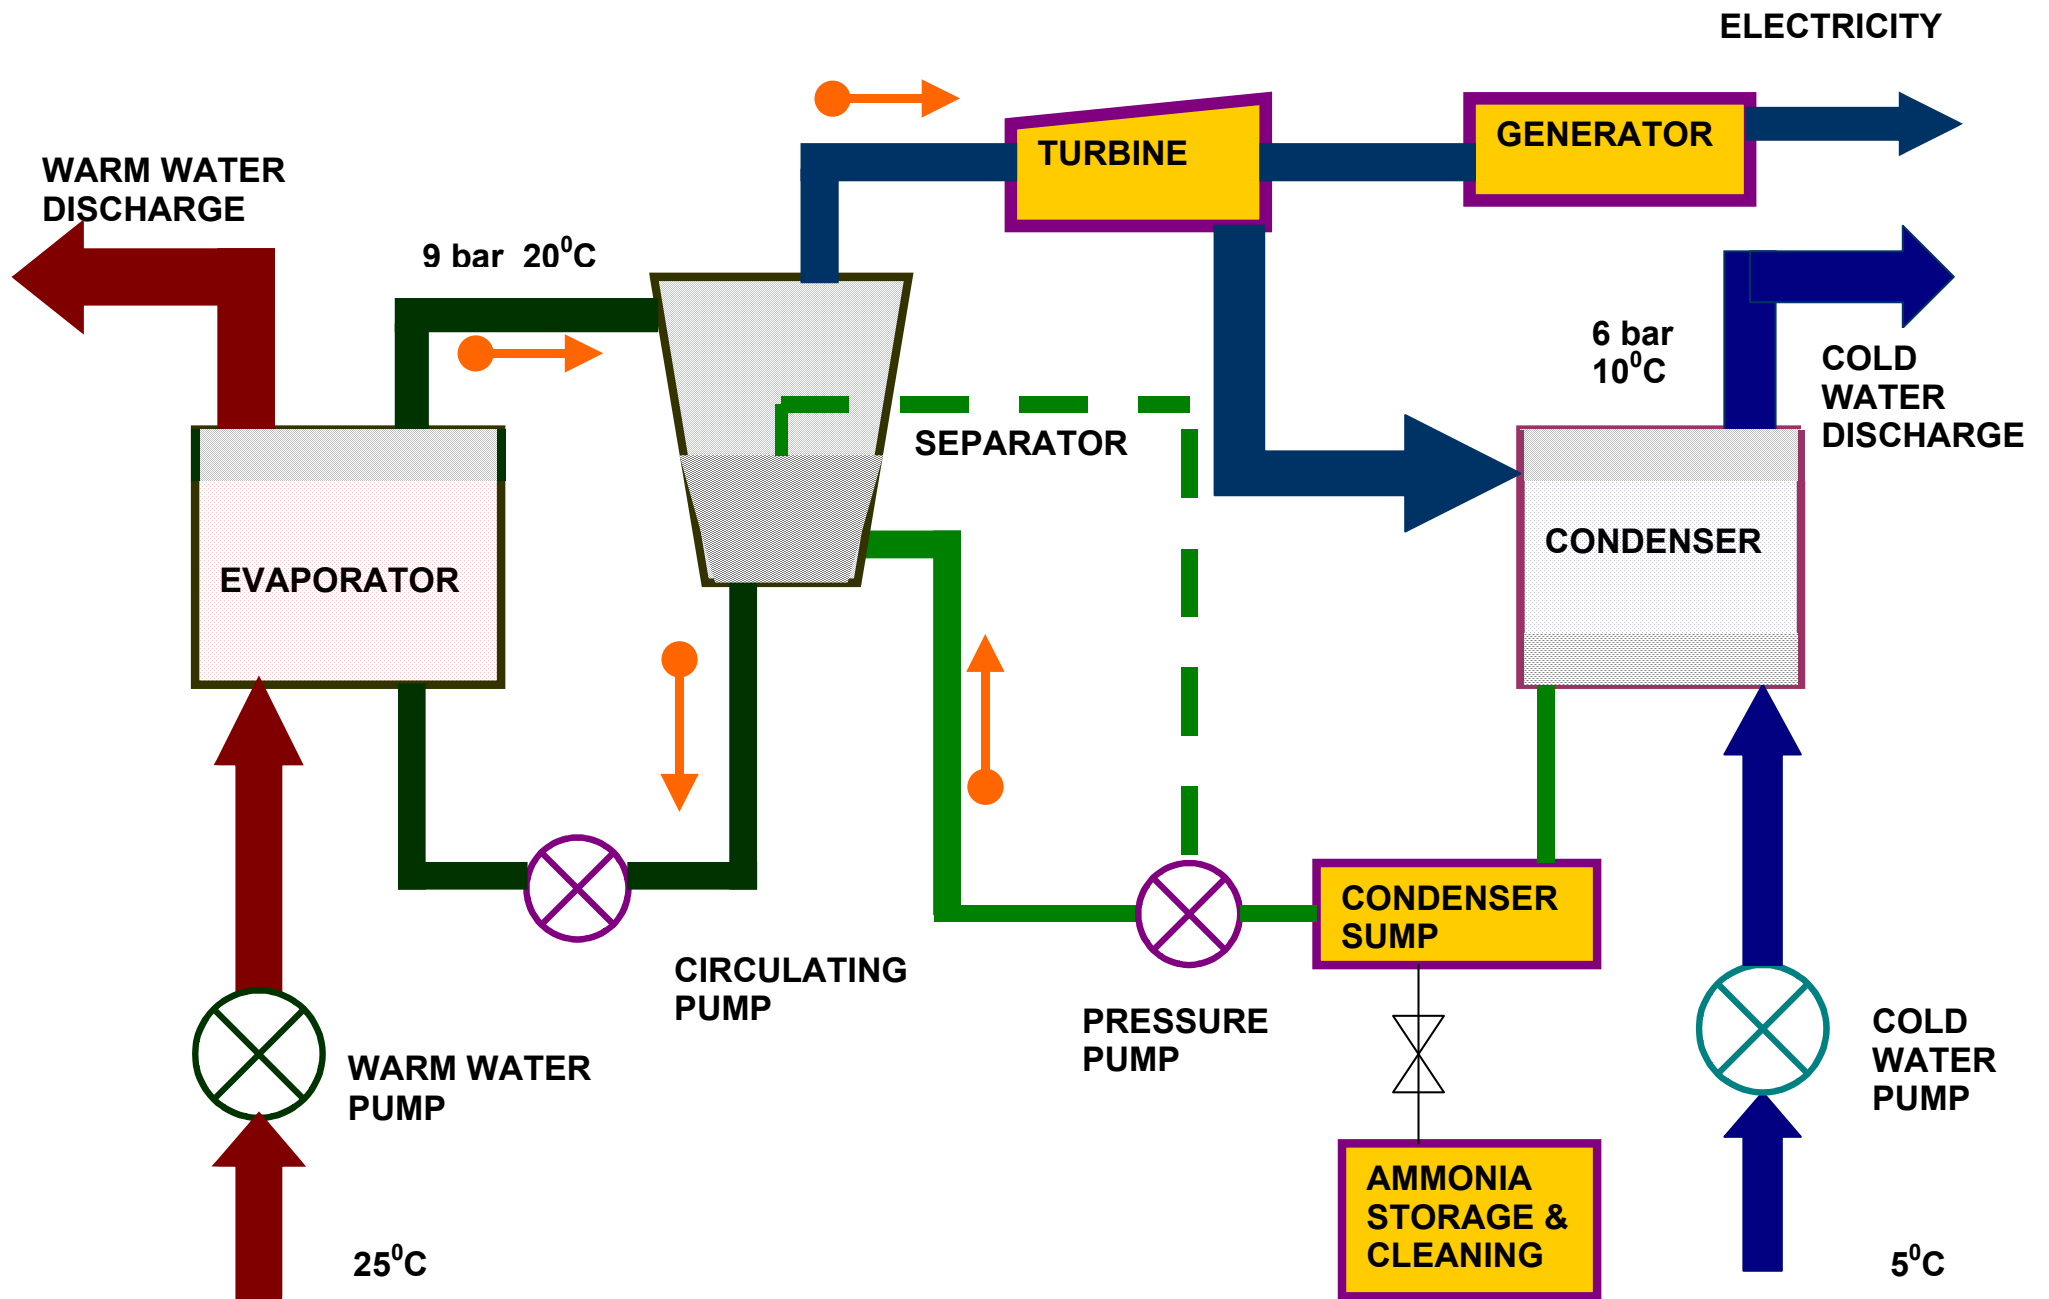 ELECTRICITY
TURBINE
GENERATOR
WARM WATER
DISCHARGE
9 bar  20⁰C
6 bar
10⁰C
COLD
WATER
DISCHARGE
SEPARATOR
EVAPORATOR
CONDENSER
CONDENSER
SUMP
CIRCULATING
PUMP
PRESSURE
PUMP
COLD
WATER
PUMP
WARM WATER
PUMP
AMMONIA
STORAGE &
CLEANING
25⁰C
5⁰C